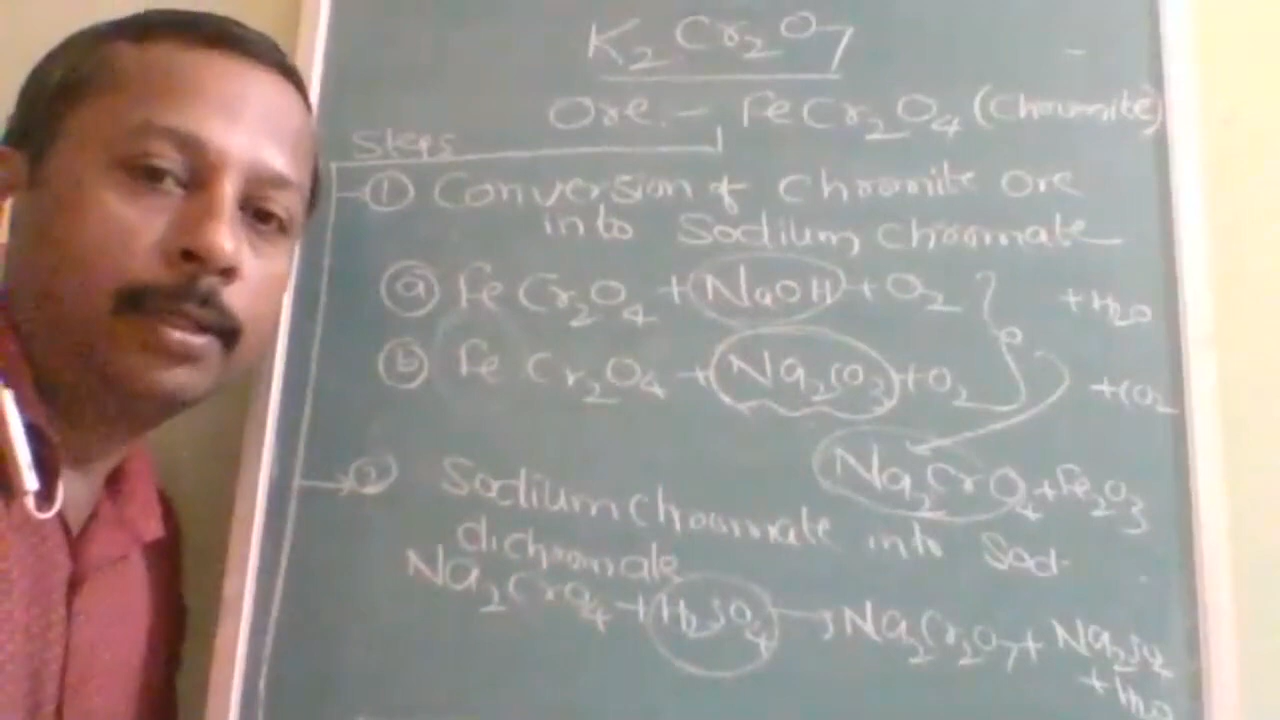 K₂Cr₂O7
Ore - FeCr₂O₄ (Chromite)
Steps
① Conversion of Chromite Ore
into Sodium Chromate
ⓐ FeCr₂O₄ + NaOH + O₂ + H₂O
ⓑ FeCr₂O₄ + Na₂CO₃ + O₂ + CO₂
Na₂CrO₄ + Fe₂O₃
② Sodium Chromate into Sod.
dichromate
Na₂CrO₄ + H₂SO₄ → Na₂Cr₂O₇ + Na₂SO₄
+ H₂O